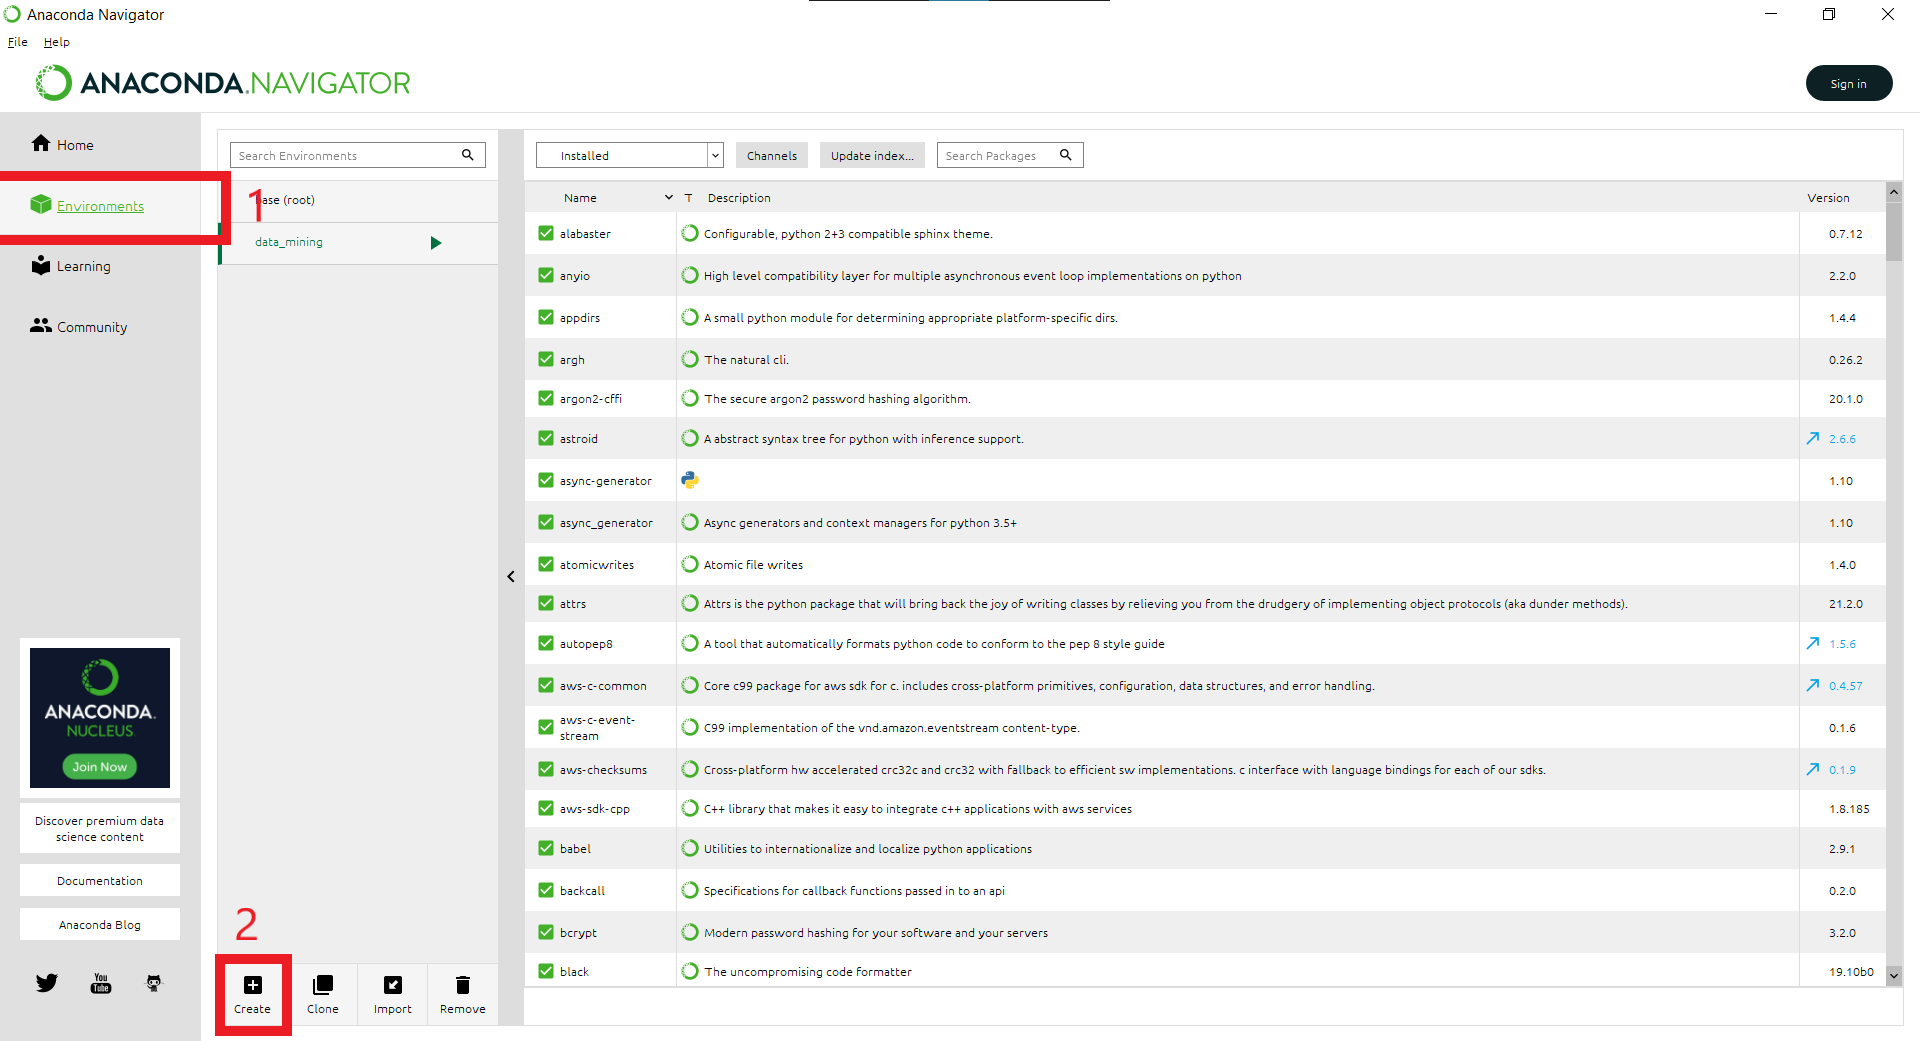 Anaconda Navigator
File Help
ANACONDA.NAVIGATOR
Sign in
Home
Environments
Learning
Community
ANACONDA.
NUCLEUS
Join Now
Discover premium data
science content
Documentation
Anaconda Blog
You
Tube
1
2
Search Environments
base (root)
data_mining
Create Clone Import Remove
Installed Channels Update index... Search Packages
Name T Description Version
alabaster Configurable, python 2+3 compatible sphinx theme. 0.7.12
anyio High level compatibility layer for multiple asynchronous event loop implementations on python 2.2.0
appdirs A small python module for determining appropriate platform-specific dirs. 1.4.4
argh The natural cli. 0.26.2
argon2-cffi The secure argon2 password hashing algorithm. 20.1.0
astroid A abstract syntax tree for python with inference support. 2.6.6
async-generator 1.10
async_generator Async generators and context managers for python 3.5+ 1.10
atomicwrites Atomic file writes 1.4.0
attrs Attrs is the python package that will bring back the joy of writing classes by relieving you from the drudgery of implementing object protocols (aka dunder methods). 21.2.0
autopep8 A tool that automatically formats python code to conform to the pep 8 style guide 1.5.6
aws-c-common Core c99 package for aws sdk for c. includes cross-platform primitives, configuration, data structures, and error handling. 0.4.57
aws-c-event-
stream C99 implementation of the vnd.amazon.eventstream content-type. 0.1.6
aws-checksums Cross-platform hw accelerated crc32c and crc32 with fallback to efficient sw implementations. c interface with language bindings for each of our sdks. 0.1.9
aws-sdk-cpp C++ library that makes it easy to integrate c++ applications with aws services 1.8.185
babel Utilities to internationalize and localize python applications 2.9.1
backcall Specifications for callback functions passed in to an api 0.2.0
bcrypt Modern password hashing for your software and your servers 3.2.0
black The uncompromising code formatter 19.10b0